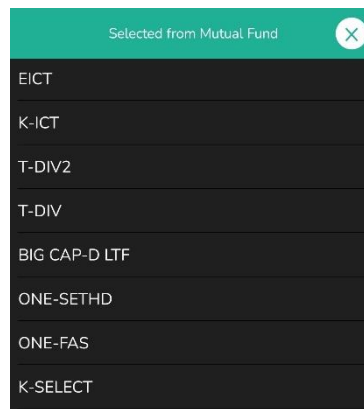 Selected from Mutual Fund
EICT
K-ICT
T-DIV2
T-DIV
BIG CAP-D LTF
ONE-SETHD
ONE-FAS
K-SELECT